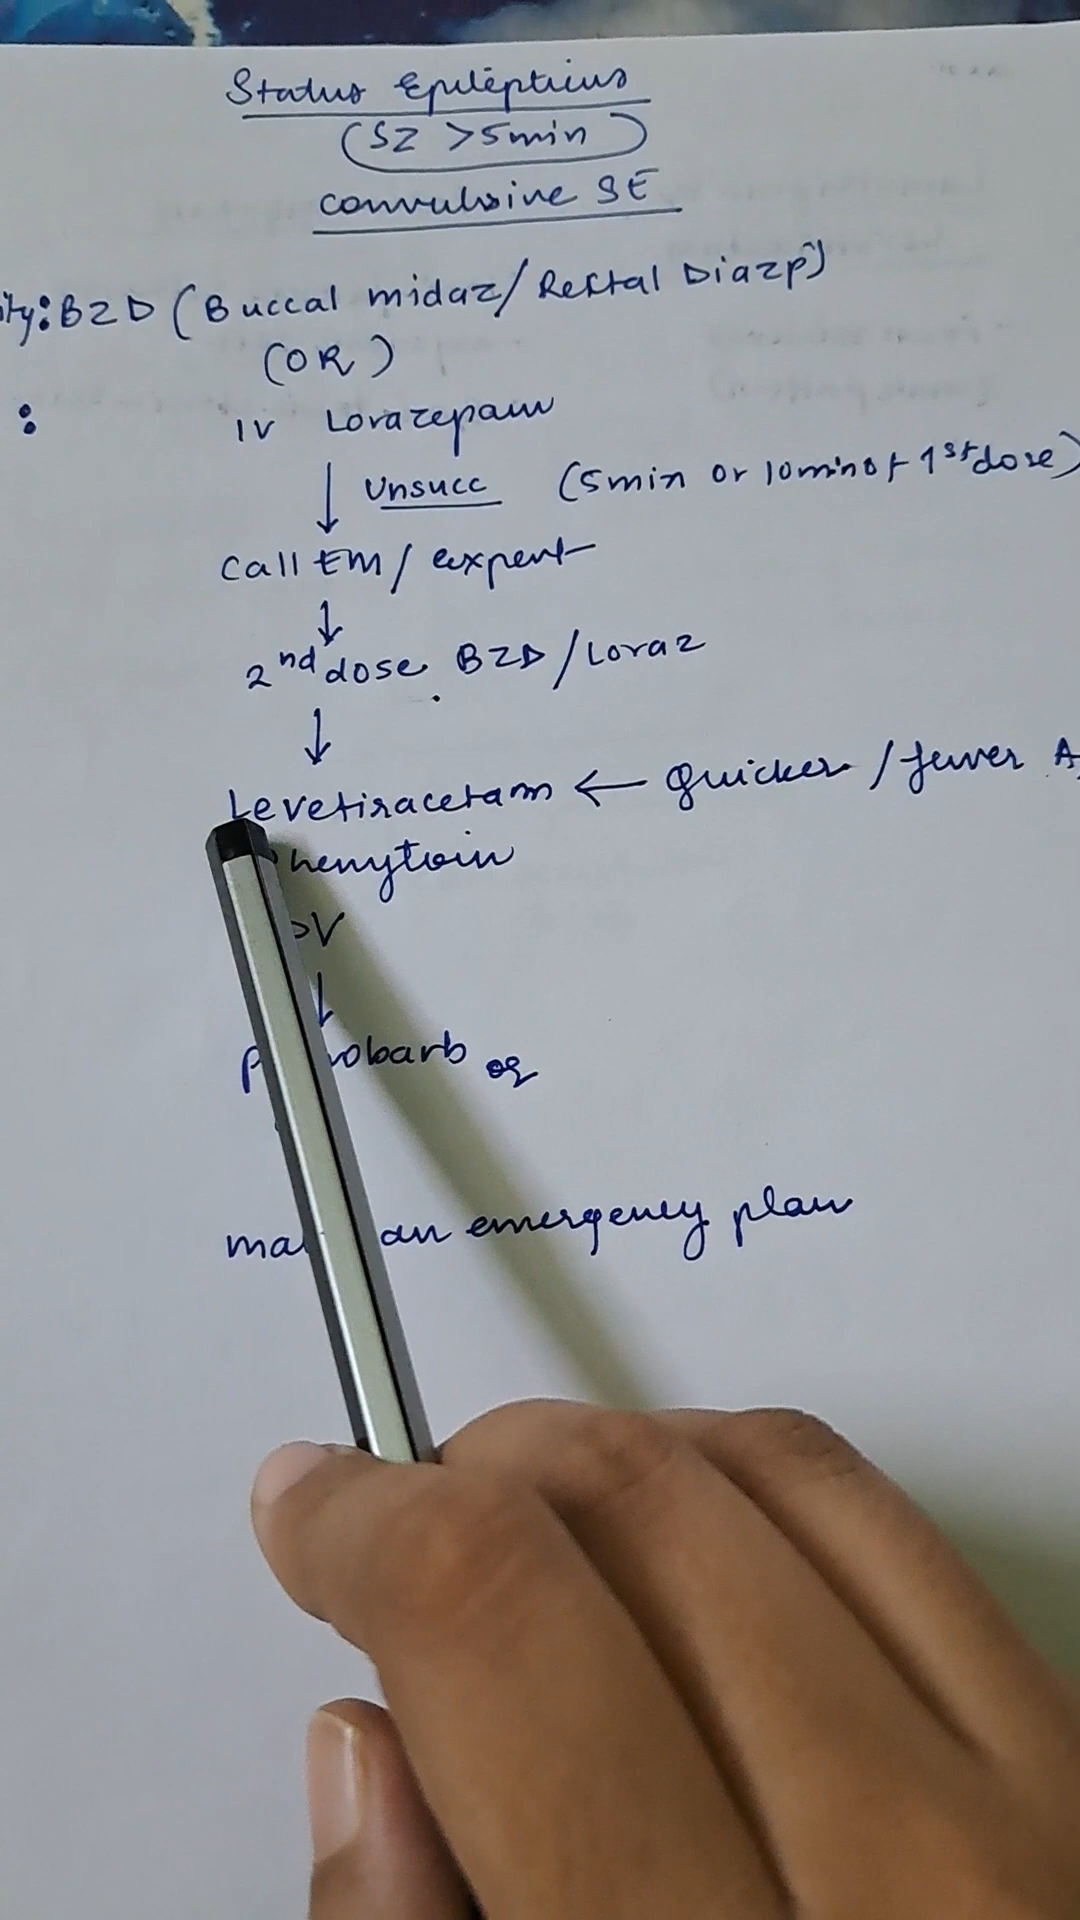 Status Epilepticus
(SZ >5min)
convulsive SE
ity: BZD (Buccal midaz/Rectal Diazp)
(OR)
: IV Lorazepam
↓ Unsucc (5min or 10min of 1st dose)
call EM/expert
↓
2nd dose BZD/Loraz
↓
Levetiracetam ← quicker/fewer A
henytoin
V
↓
obarb or
an emergency plan